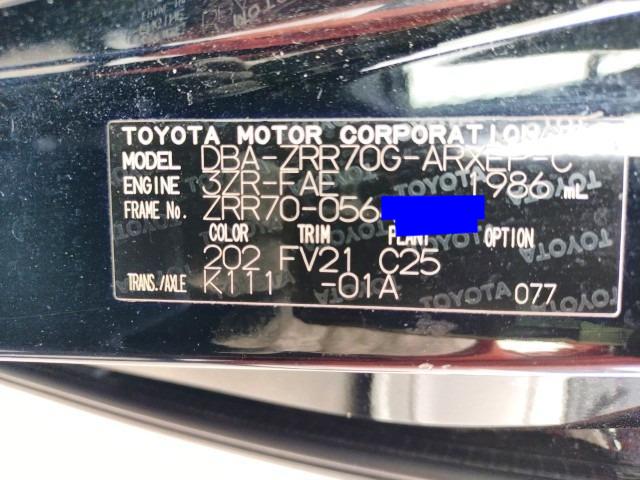 TOYOTA MOTOR CORPORATION
MODEL DBA-ZRR70G-ARXEP-C
ENGINE 3ZR-FAE 1986 mL
FRAME No. ZRR70-056
COLOR TRIM PLANT OPTION
202 FV21 C25
TRANS./AXLE K111 -01A 077